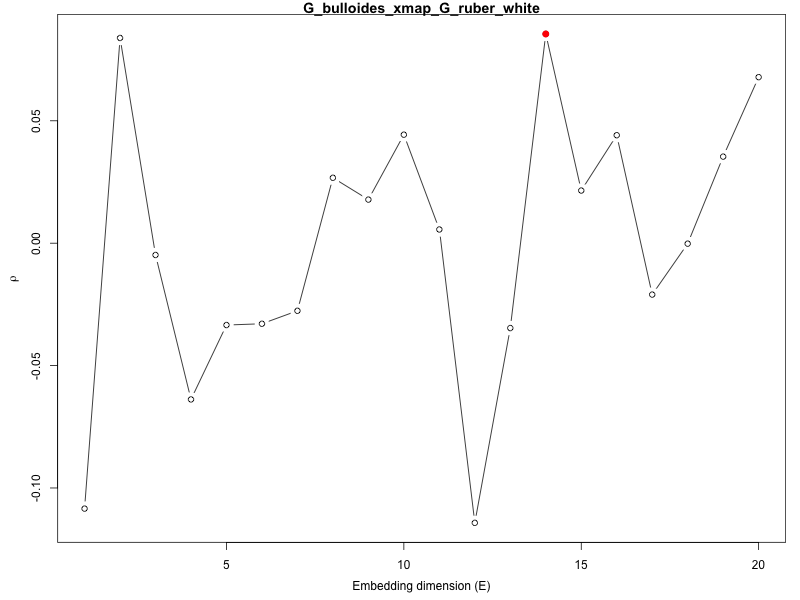 G_bulloides_xmap_G_ruber_white
0.05
0.00
-0.05
-0.10
ρ
5
10
15
20
Embedding dimension (E)